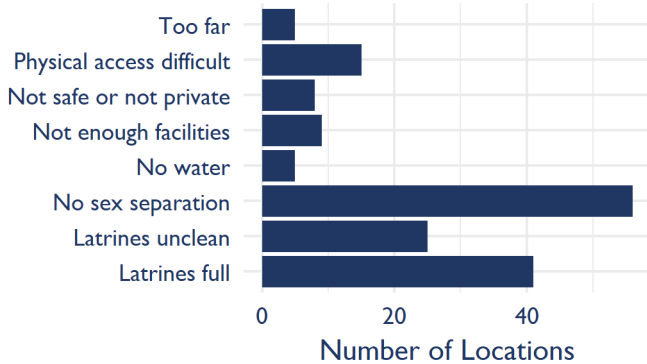 Too far
Physical access difficult
Not safe or not private
Not enough facilities
No water
No sex separation
Latrines unclean
Latrines full
0 20 40
Number of Locations